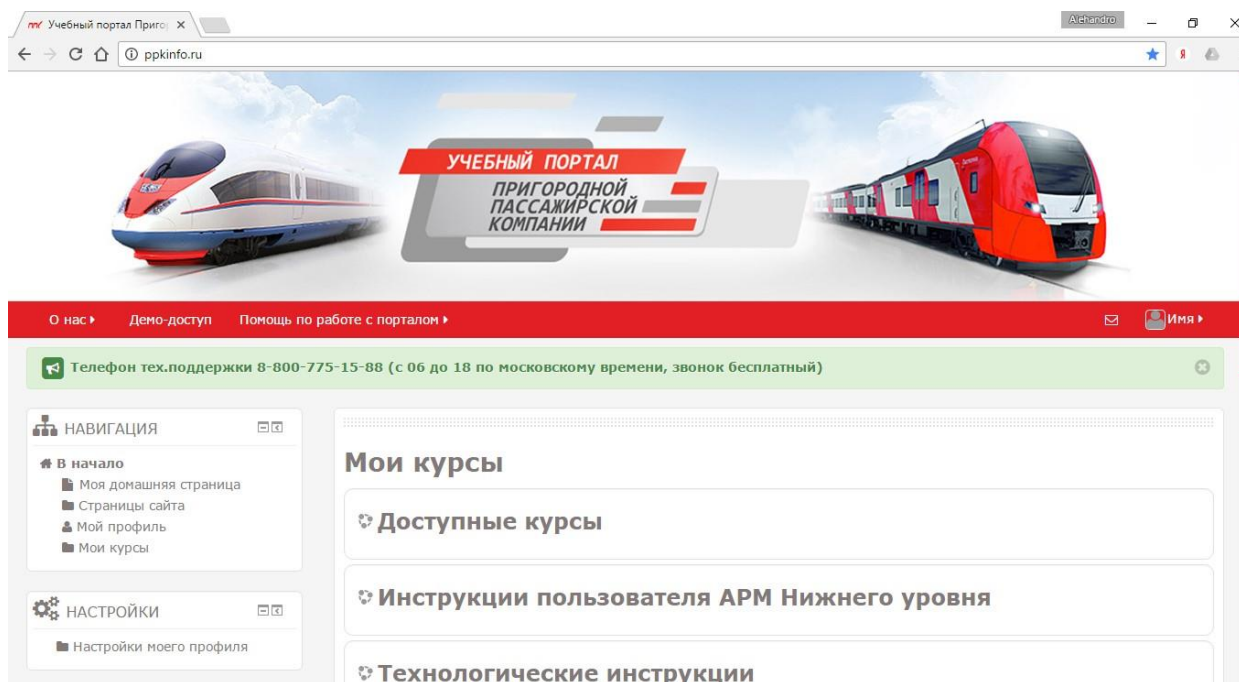 Учебный портал Приго
Alehandro
ppkinfo.ru
УЧЕБНЫЙ ПОРТАЛ
ПРИГОРОДНОЙ
ПАССАЖИРСКОЙ
КОМПАНИИ
О нас
Демо-доступ
Помощь по работе с порталом
Имя
Телефон тех.поддержки 8-800-775-15-88 (с 06 до 18 по московскому времени, звонок бесплатный)
НАВИГАЦИЯ
В начало
Моя домашняя страница
Страницы сайта
Мой профиль
Мои курсы
НАСТРОЙКИ
Настройки моего профиля
Мои курсы
Доступные курсы
Инструкции пользователя АРМ Нижнего уровня
Технологические инструкции